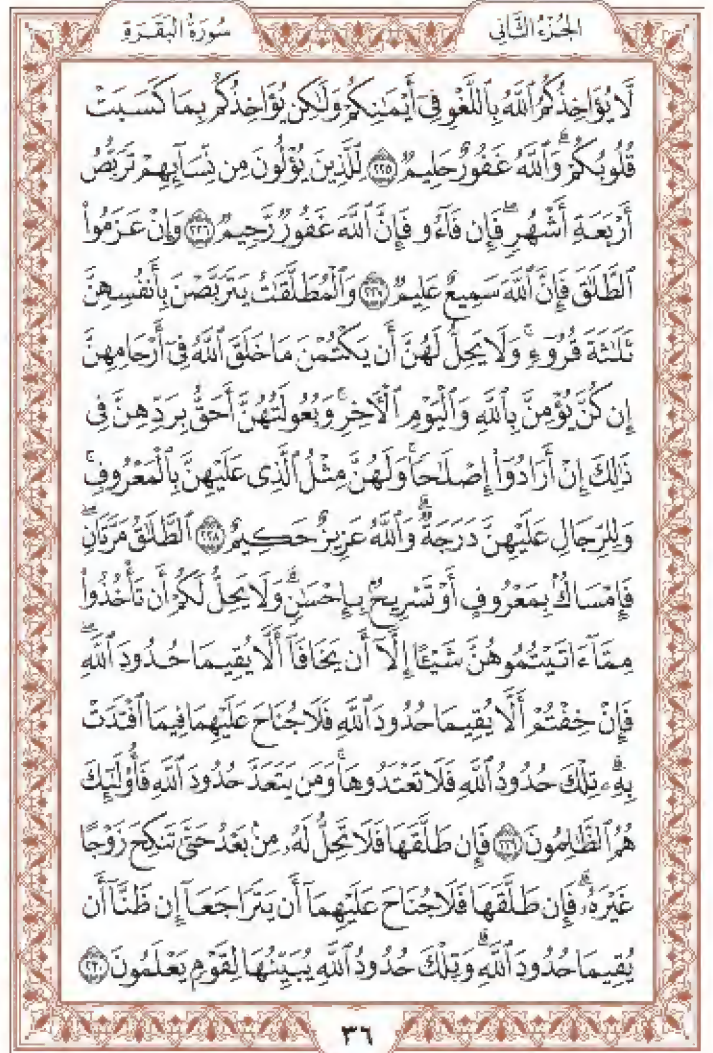 الجزء الثاني سورة البقرة
لَّا يُؤَاخِذُكُمُ ٱللَّهُ بِٱللَّغْوِ فِىٓ أَيْمَٰنِكُمْ وَلَٰكِن يُؤَاخِذُكُم بِمَا كَسَبَتْ
قُلُوبُكُمْ ۗ وَٱللَّهُ غَفُورٌ حَلِيمٌ ٢٢٥ لِّلَّذِينَ يُؤْلُونَ مِن نِّسَآئِهِمْ تَرَبُّصُ
أَرْبَعَةِ أَشْهُرٍ ۖ فَإِن فَآءُو فَإِنَّ ٱللَّهَ غَفُورٌ رَّحِيمٌ ٢٢٦ وَإِنْ عَزَمُوا۟
ٱلطَّلَٰقَ فَإِنَّ ٱللَّهَ سَمِيعٌ عَلِيمٌ ٢٢٧ وَٱلْمُطَلَّقَٰتُ يَتَرَبَّصْنَ بِأَنفُسِهِنَّ
ثَلَٰثَةَ قُرُوٓءٍ ۚ وَلَا يَحِلُّ لَهُنَّ أَن يَكْتُمْنَ مَا خَلَقَ ٱللَّهُ فِىٓ أَرْحَامِهِنَّ
إِن كُنَّ يُؤْمِنَّ بِٱللَّهِ وَٱلْيَوْمِ ٱلْءَاخِرِ ۚ وَبُعُولَتُهُنَّ أَحَقُّ بِرَدِّهِنَّ فِى
ذَٰلِكَ إِنْ أَرَادُوٓا۟ إِصْلَٰحًا ۚ وَلَهُنَّ مِثْلُ ٱلَّذِى عَلَيْهِنَّ بِٱلْمَعْرُوفِ ۚ
وَلِلرِّجَالِ عَلَيْهِنَّ دَرَجَةٌ ۗ وَٱللَّهُ عَزِيزٌ حَكِيمٌ ٢٢٨ ٱلطَّلَٰقُ مَرَّتَانِ ۖ
فَإِمْسَاكٌۢ بِمَعْرُوفٍ أَوْ تَسْرِيحٌۢ بِإِحْسَٰنٍ ۗ وَلَا يَحِلُّ لَكُمْ أَن تَأْخُذُوا۟
مِمَّآ ءَاتَيْتُمُوهُنَّ شَيْـًٔا إِلَّآ أَن يَخَافَآ أَلَّا يُقِيمَا حُدُودَ ٱللَّهِ ۖ
فَإِنْ خِفْتُمْ أَلَّا يُقِيمَا حُدُودَ ٱللَّهِ فَلَا جُنَاحَ عَلَيْهِمَا فِيمَا ٱفْتَدَتْ
بِهِۦ ۗ تِلْكَ حُدُودُ ٱللَّهِ فَلَا تَعْتَدُوهَا ۚ وَمَن يَتَعَدَّ حُدُودَ ٱللَّهِ فَأُو۟لَٰٓئِكَ
هُمُ ٱلظَّٰلِمُونَ ٢٢٩ فَإِن طَلَّقَهَا فَلَا تَحِلُّ لَهُۥ مِنۢ بَعْدُ حَتَّىٰ تَنكِحَ زَوْجًا
غَيْرَهُۥ ۗ فَإِن طَلَّقَهَا فَلَا جُنَاحَ عَلَيْهِمَآ أَن يَتَرَاجَعَآ إِن ظَنَّآ أَن
يُقِيمَا حُدُودَ ٱللَّهِ ۗ وَتِلْكَ حُدُودُ ٱللَّهِ يُبَيِّنُهَا لِقَوْمٍ يَعْلَمُونَ ٢٣٠
٣٦